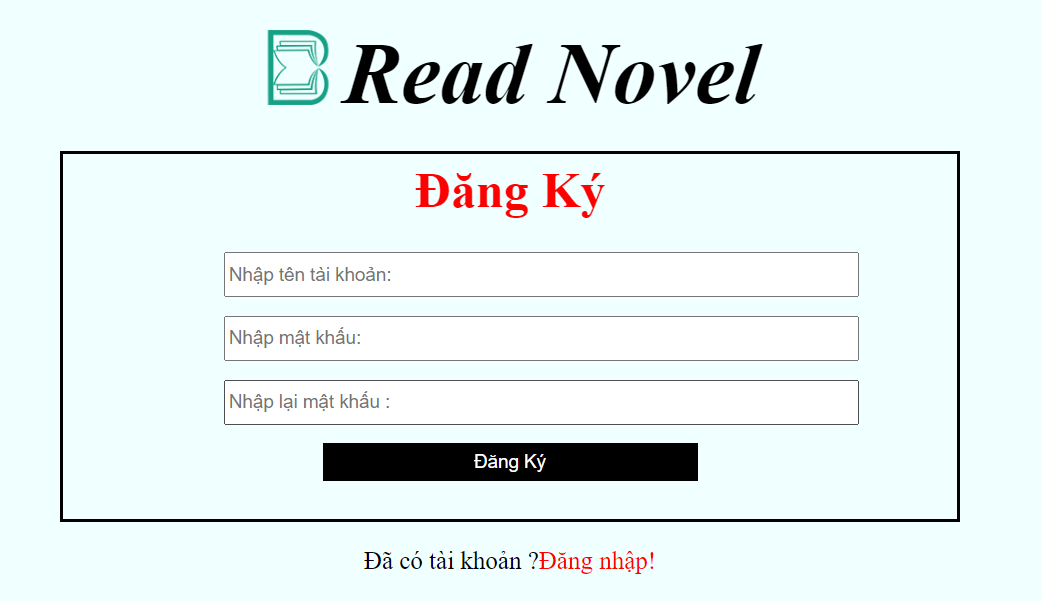 Read Novel
Đăng Ký
Nhập tên tài khoản:
Nhập mật khẩu:
Nhập lại mật khẩu :
Đăng Ký
Đã có tài khoản ?Đăng nhập!